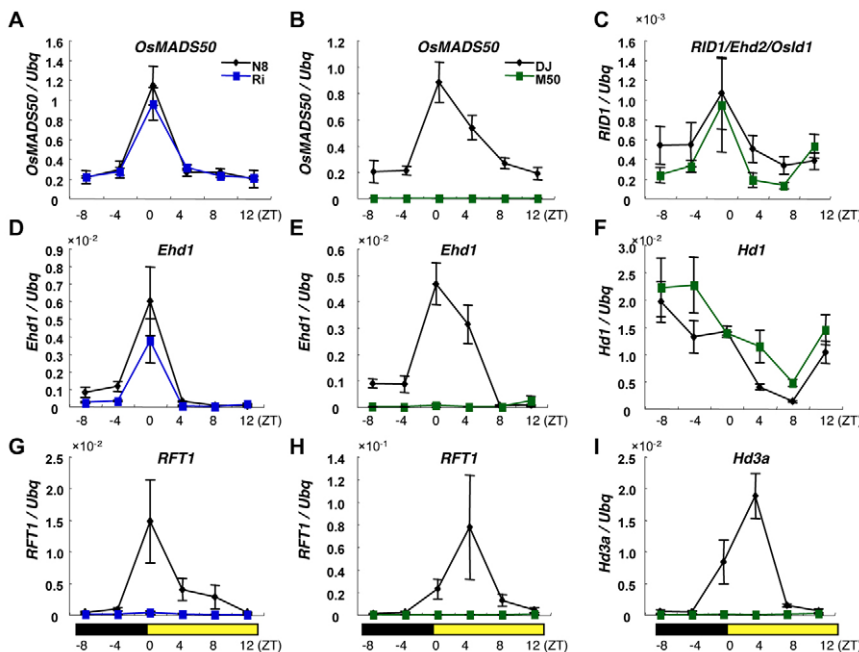 A
OsMADS50
N8
Ri
OsMADS50 / Ubq
1.6
1.4
1.2
1.0
0.8
0.6
0.4
0.2
0
-8 -4 0 4 8 12 (ZT)
B
OsMADS50
DJ
M50
OsMADS50 / Ubq
1.2
1.0
0.8
0.6
0.4
0.2
0
-8 -4 0 4 8 12 (ZT)
C
×10⁻³
RID1/Ehd2/OsId1
RID1 / Ubq
1.6
1.4
1.2
1.0
0.8
0.6
0.4
0.2
0
-8 -4 0 4 8 12 (ZT)
D
×10⁻²
Ehd1
Ehd1 / Ubq
0.9
0.8
0.7
0.6
0.5
0.4
0.3
0.2
0.1
0
-8 -4 0 4 8 12 (ZT)
E
×10⁻²
Ehd1
Ehd1 / Ubq
0.6
0.5
0.4
0.3
0.2
0.1
0
-8 -4 0 4 8 12 (ZT)
F
×10⁻²
Hd1
Hd1 / Ubq
3.0
2.5
2.0
1.5
1.0
0.5
0
-8 -4 0 4 8 12 (ZT)
G
×10⁻²
RFT1
RFT1 / Ubq
2.5
2.0
1.5
1.0
0.5
0
-8 -4 0 4 8 12 (ZT)
H
×10⁻¹
RFT1
RFT1 / Ubq
1.4
1.2
1.0
0.8
0.6
0.4
0.2
0
-8 -4 0 4 8 12 (ZT)
I
×10⁻²
Hd3a
Hd3a / Ubq
2.5
2.0
1.5
1.0
0.5
0
-8 -4 0 4 8 12 (ZT)